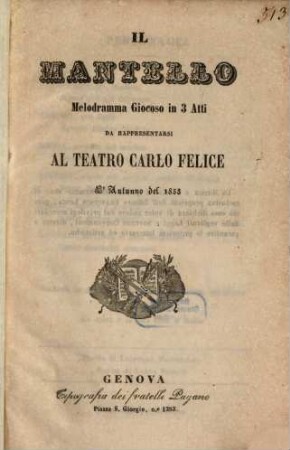 313
IL
MANTELLO
Melodramma Giocoso in 3 Atti
DA RAPPRESENTARSI
AL TEATRO CARLO FELICE
L'Autunno del 1853
GENOVA
Tipografia dei fratelli Pagano
Piazza S. Giorgio, n.º